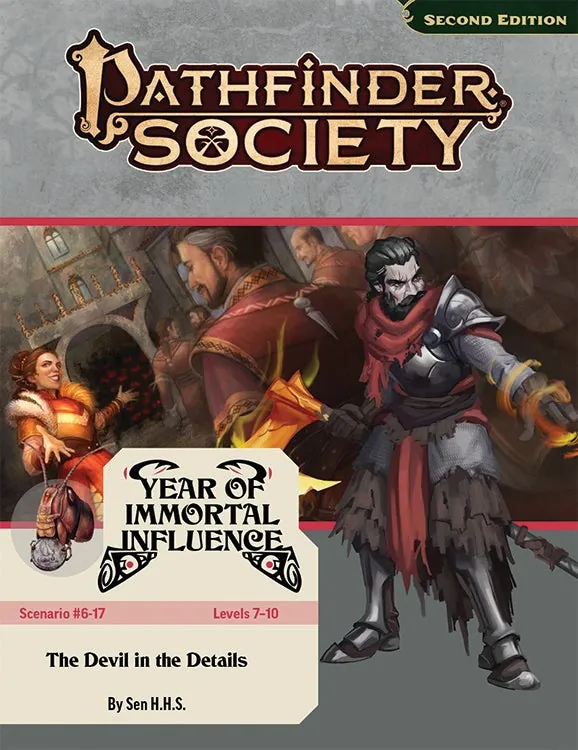 SECOND EDITION
PATHFINDER
SOCIETY
YEAR OF
IMMORTAL
INFLUENCE
Scenario #6-17 Levels 7–10
The Devil in the Details
By Sen H.H.S.